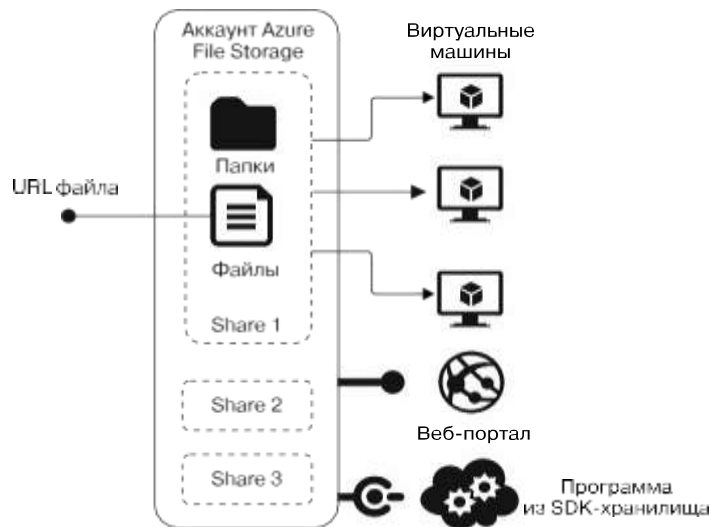 Аккаунт Azure
File Storage
Виртуальные
машины
Папки
URL файла
Файлы
Share 1
Share 2
Веб-портал
Share 3
Программа
из SDK-хранилища